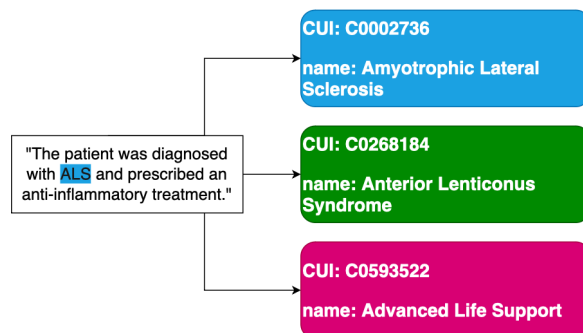 "The patient was diagnosed
with ALS and prescribed an
anti-inflammatory treatment."
CUI: C0002736
name: Amyotrophic Lateral
Sclerosis
CUI: C0268184
name: Anterior Lenticonus
Syndrome
CUI: C0593522
name: Advanced Life Support